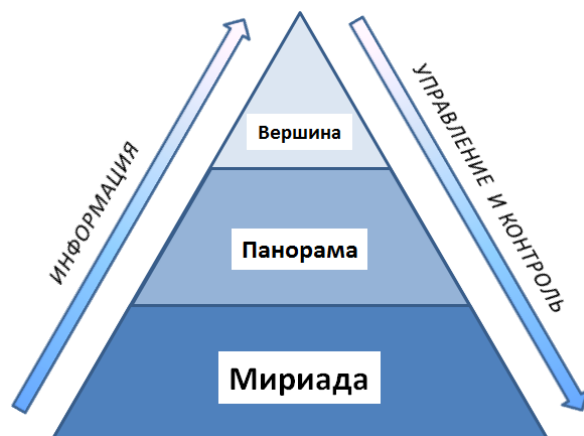 ИНФОРМАЦИЯ
УПРАВЛЕНИЕ И КОНТРОЛЬ
Вершина
Панорама
Мириада